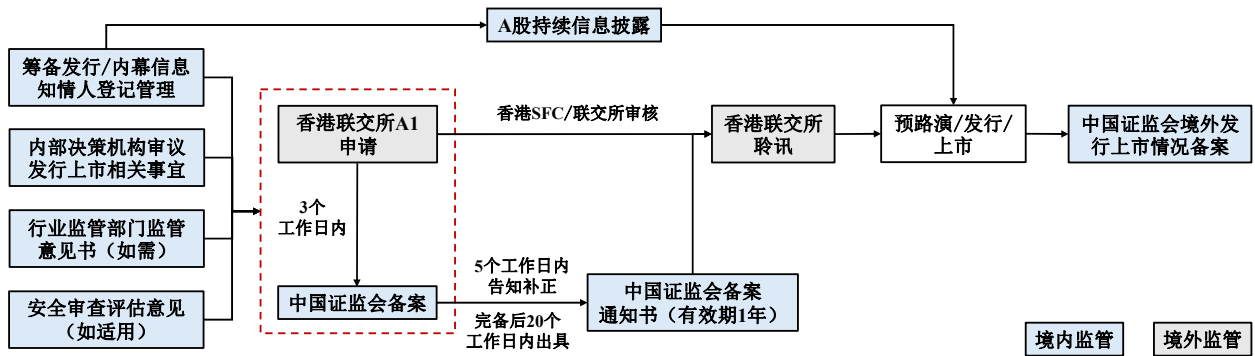 A股持续信息披露
筹备发行/内幕信息
知情人登记管理
内部决策机构审议
发行上市相关事宜
行业监管部门监管
意见书（如需）
安全审查评估意见
（如适用）
香港联交所A1
申请
3个
工作日内
中国证监会备案
香港SFC/联交所审核
5个工作日内
告知补正
完备后20个
工作日内出具
中国证监会备案
通知书（有效期1年）
香港联交所
聆讯
预路演/发行/
上市
中国证监会境外发
行上市情况备案
境内监管
境外监管